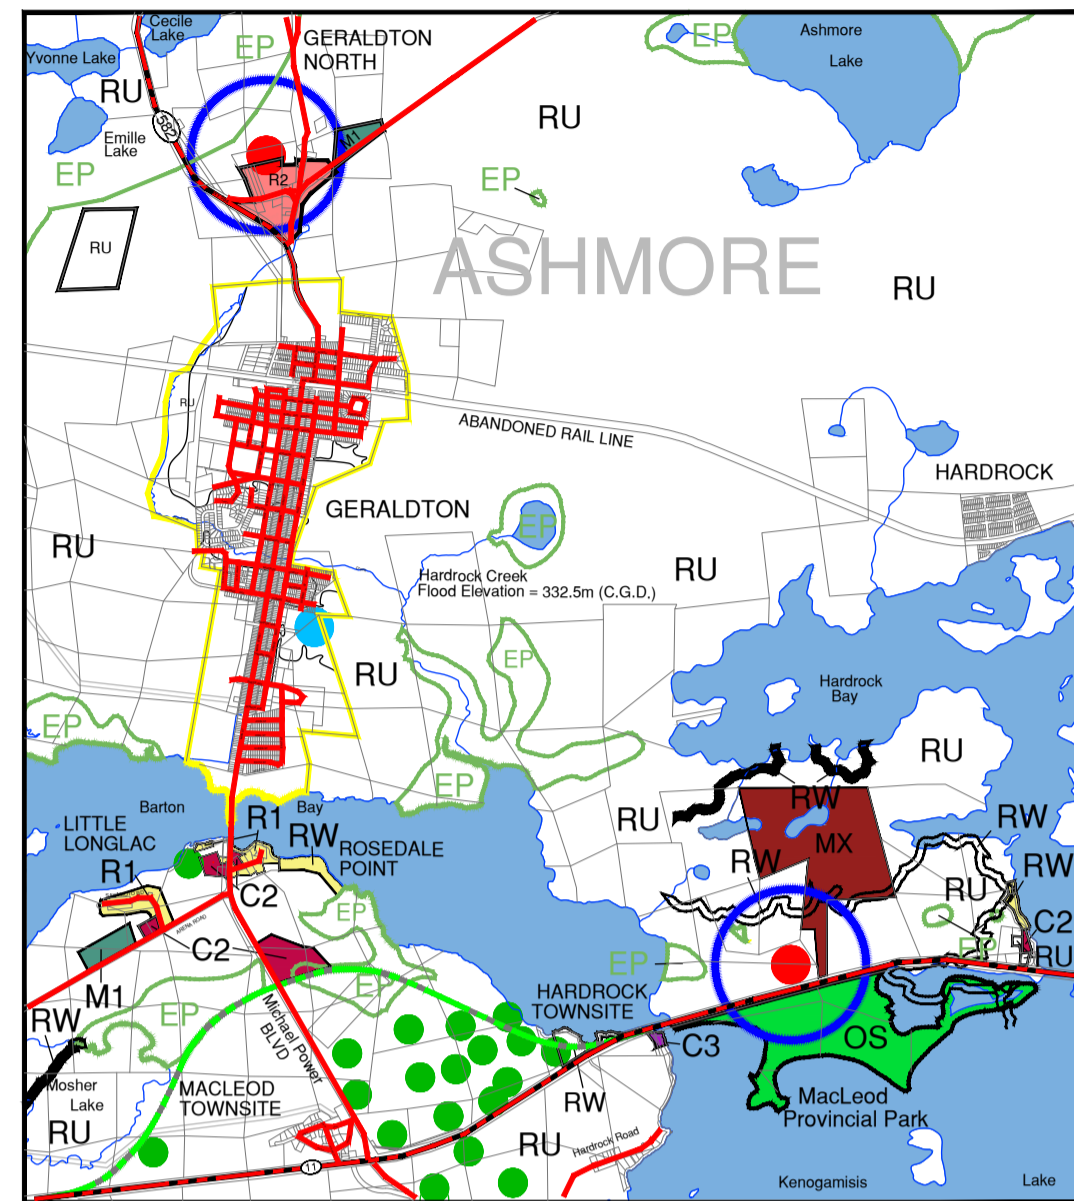 Cecile
Lake
EP
GERALDTON
NORTH
EP
Ashmore
Lake
Yvonne Lake
RU
582
Emille
Lake
RU
M1
EP
R2
EP
RU
ASHMORE
RU
RU
ABANDONED RAIL LINE
HARDROCK
GERALDTON
EP
RU
RU
Hardrock Creek
Flood Elevation = 332.5m (C.G.D.)
EP
RU
Hardrock
Bay
EP
RU
EP
RW
Barton
Bay
R1
RU
RW
LITTLE
LONGLAC
RW
ROSEDALE
POINT
MX
R1
RW
RW
C2
RU
EP
ARENA ROAD
C2
C2
EP
RU
EP
M1
EP
HARDROCK
TOWNSITE
EP
RW
Michael Power
BLVD
OS
C3
Mosher
Lake
MACLEOD
TOWNSITE
RW
MacLeod
Provincial Park
RU
RU
Hardrock Road
11
Kenogamisis
Lake